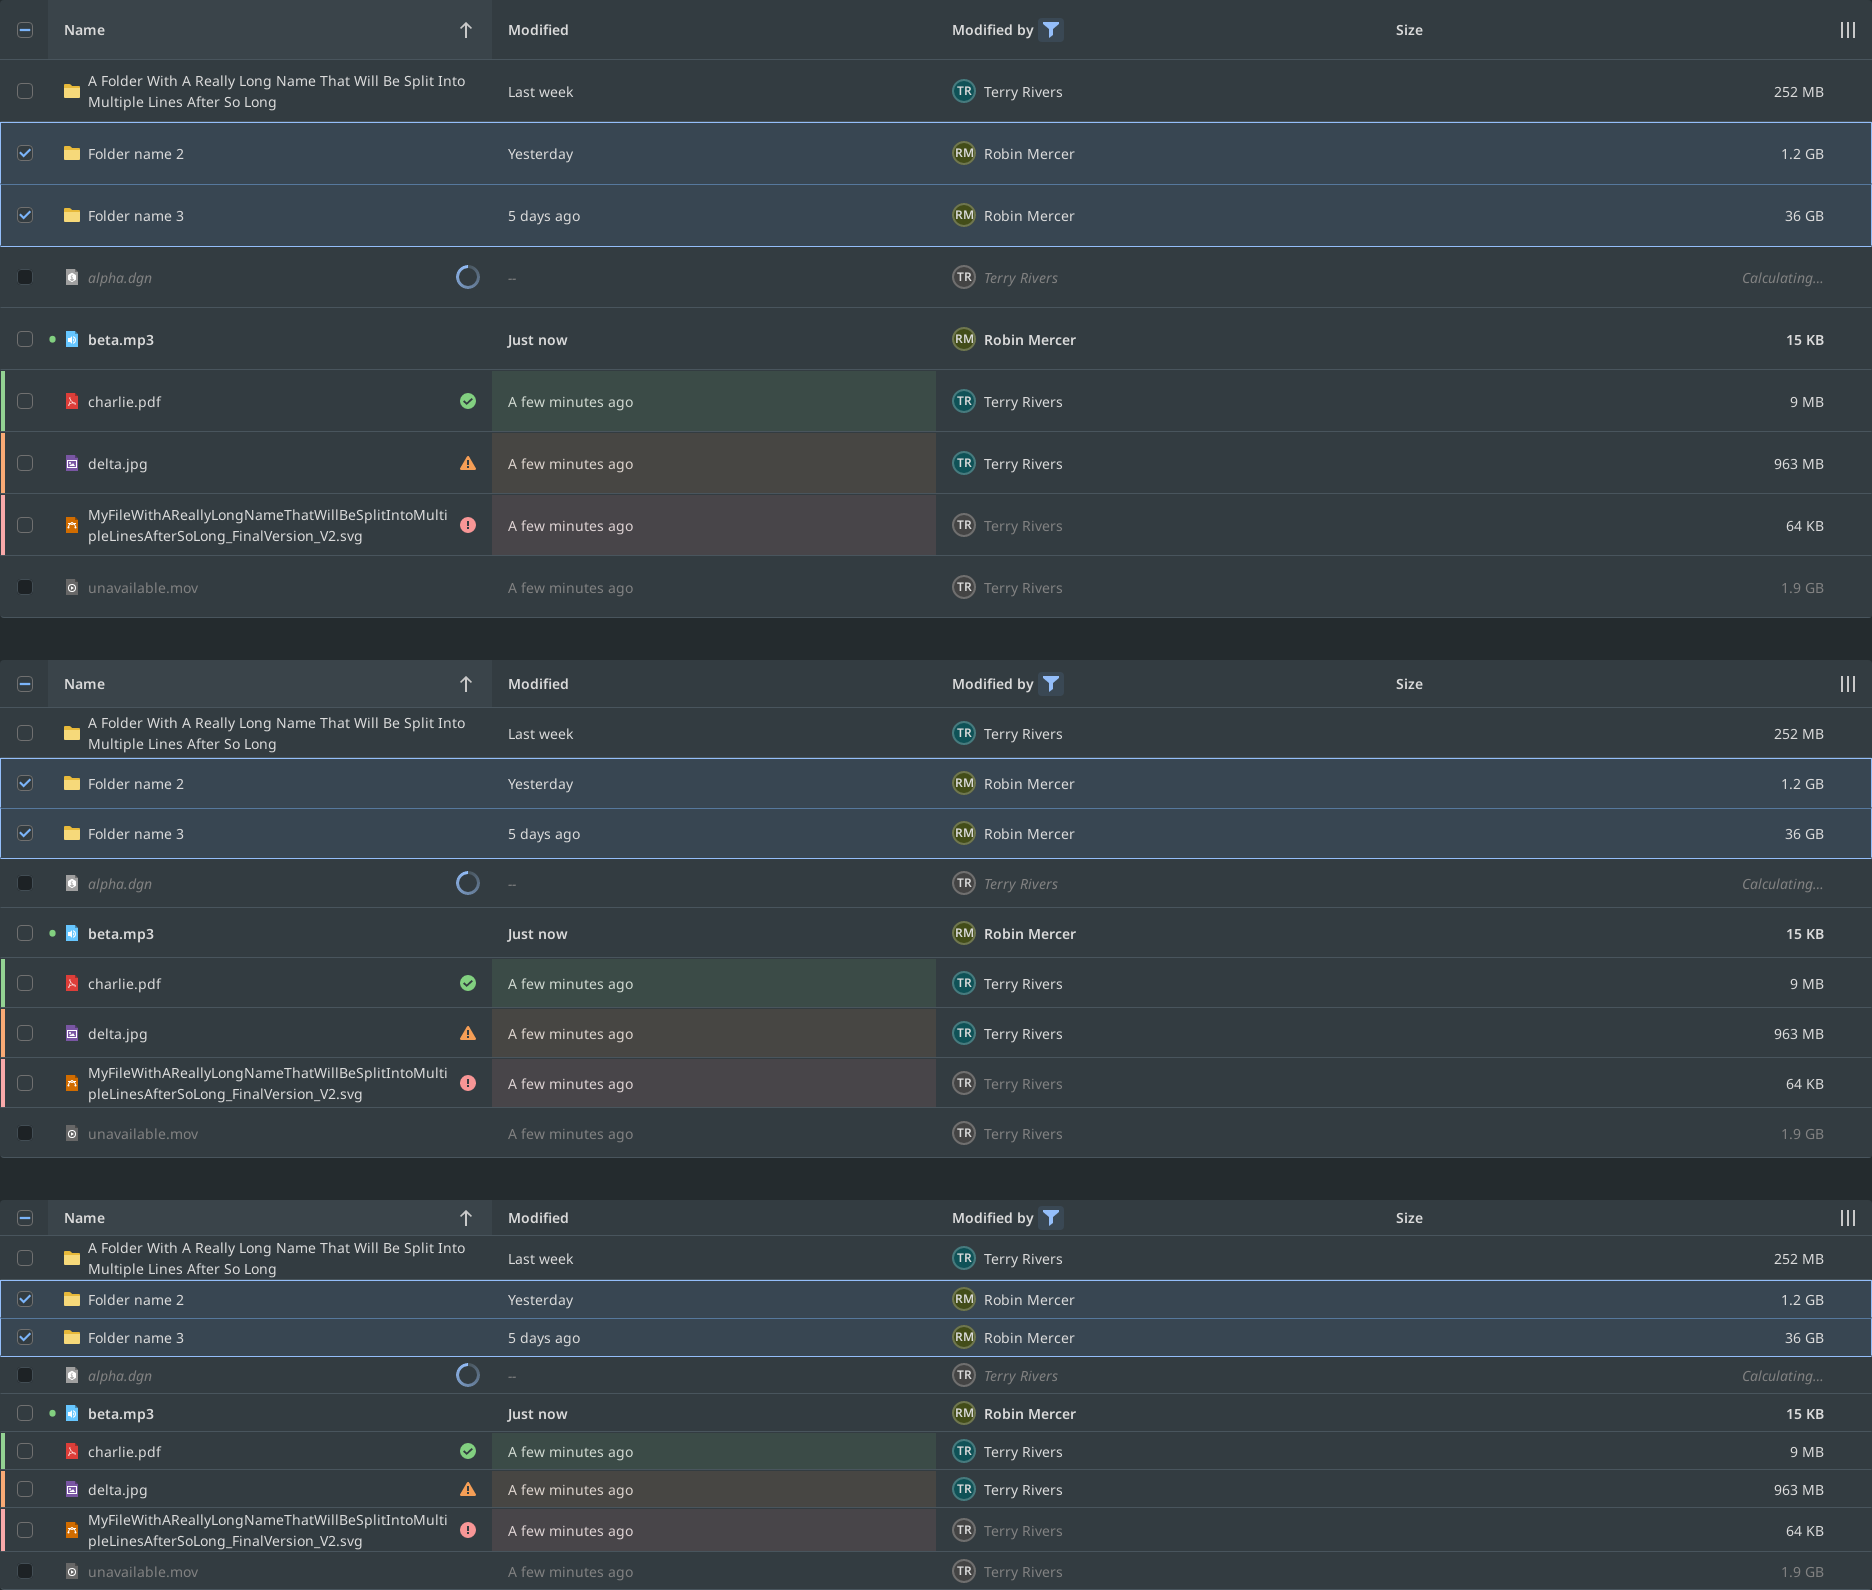 Name Modified Modified by Size
A Folder With A Really Long Name That Will Be Split Into
Multiple Lines After So Long
Last week TR Terry Rivers 252 MB
Folder name 2 Yesterday RM Robin Mercer 1.2 GB
Folder name 3 5 days ago RM Robin Mercer 36 GB
alpha.dgn -- TR Terry Rivers Calculating...
beta.mp3 Just now RM Robin Mercer 15 KB
charlie.pdf A few minutes ago TR Terry Rivers 9 MB
delta.jpg A few minutes ago TR Terry Rivers 963 MB
MyFileWithAReallyLongNameThatWillBeSplitIntoMulti
pleLinesAfterSoLong_FinalVersion_V2.svg
A few minutes ago TR Terry Rivers 64 KB
unavailable.mov A few minutes ago TR Terry Rivers 1.9 GB
Name Modified Modified by Size
A Folder With A Really Long Name That Will Be Split Into
Multiple Lines After So Long
Last week TR Terry Rivers 252 MB
Folder name 2 Yesterday RM Robin Mercer 1.2 GB
Folder name 3 5 days ago RM Robin Mercer 36 GB
alpha.dgn -- TR Terry Rivers Calculating...
beta.mp3 Just now RM Robin Mercer 15 KB
charlie.pdf A few minutes ago TR Terry Rivers 9 MB
delta.jpg A few minutes ago TR Terry Rivers 963 MB
MyFileWithAReallyLongNameThatWillBeSplitIntoMulti
pleLinesAfterSoLong_FinalVersion_V2.svg
A few minutes ago TR Terry Rivers 64 KB
unavailable.mov A few minutes ago TR Terry Rivers 1.9 GB
Name Modified Modified by Size
A Folder With A Really Long Name That Will Be Split Into
Multiple Lines After So Long
Last week TR Terry Rivers 252 MB
Folder name 2 Yesterday RM Robin Mercer 1.2 GB
Folder name 3 5 days ago RM Robin Mercer 36 GB
alpha.dgn -- TR Terry Rivers Calculating...
beta.mp3 Just now RM Robin Mercer 15 KB
charlie.pdf A few minutes ago TR Terry Rivers 9 MB
delta.jpg A few minutes ago TR Terry Rivers 963 MB
MyFileWithAReallyLongNameThatWillBeSplitIntoMulti
pleLinesAfterSoLong_FinalVersion_V2.svg
A few minutes ago TR Terry Rivers 64 KB
unavailable.mov A few minutes ago TR Terry Rivers 1.9 GB